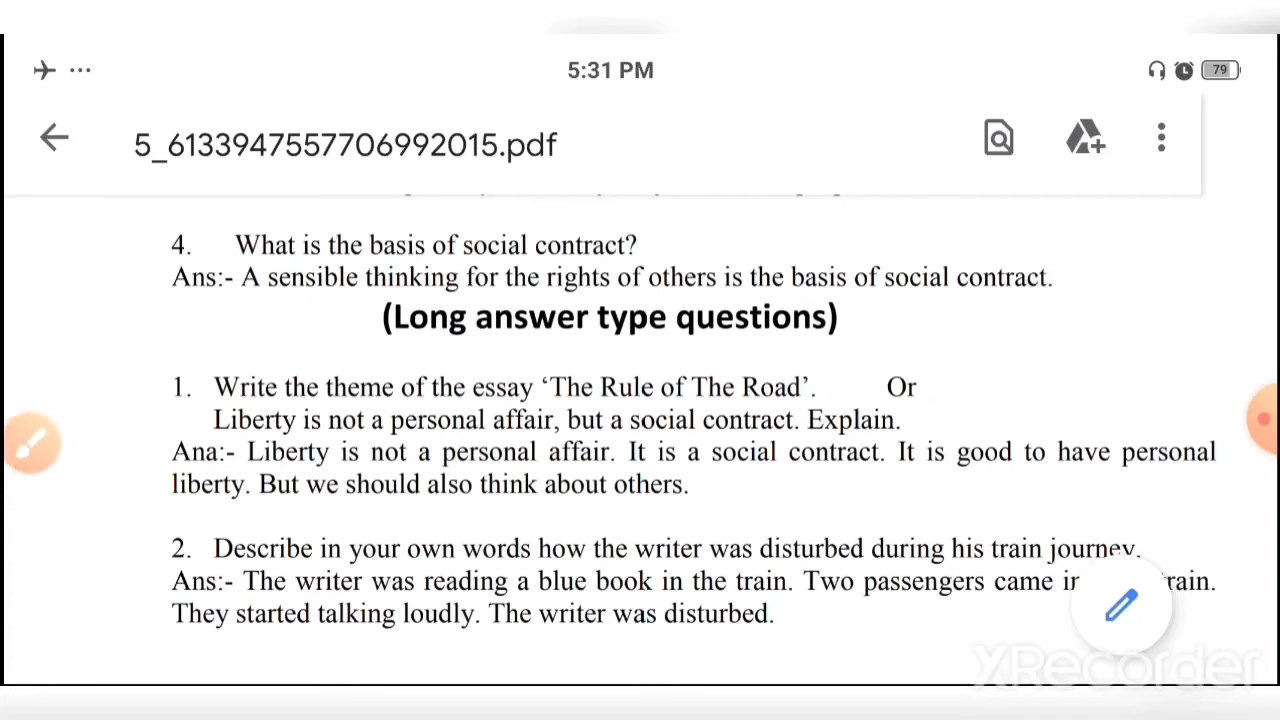 5:31 PM
79
5_6133947557706992015.pdf
4. What is the basis of social contract?
Ans:- A sensible thinking for the rights of others is the basis of social contract.
(Long answer type questions)
1. Write the theme of the essay ‘The Rule of The Road’. Or
Liberty is not a personal affair, but a social contract. Explain.
Ana:- Liberty is not a personal affair. It is a social contract. It is good to have personal
liberty. But we should also think about others.
2. Describe in your own words how the writer was disturbed during his train journey.
Ans:- The writer was reading a blue book in the train. Two passengers came
They started talking loudly. The writer was disturbed.
XRecorder